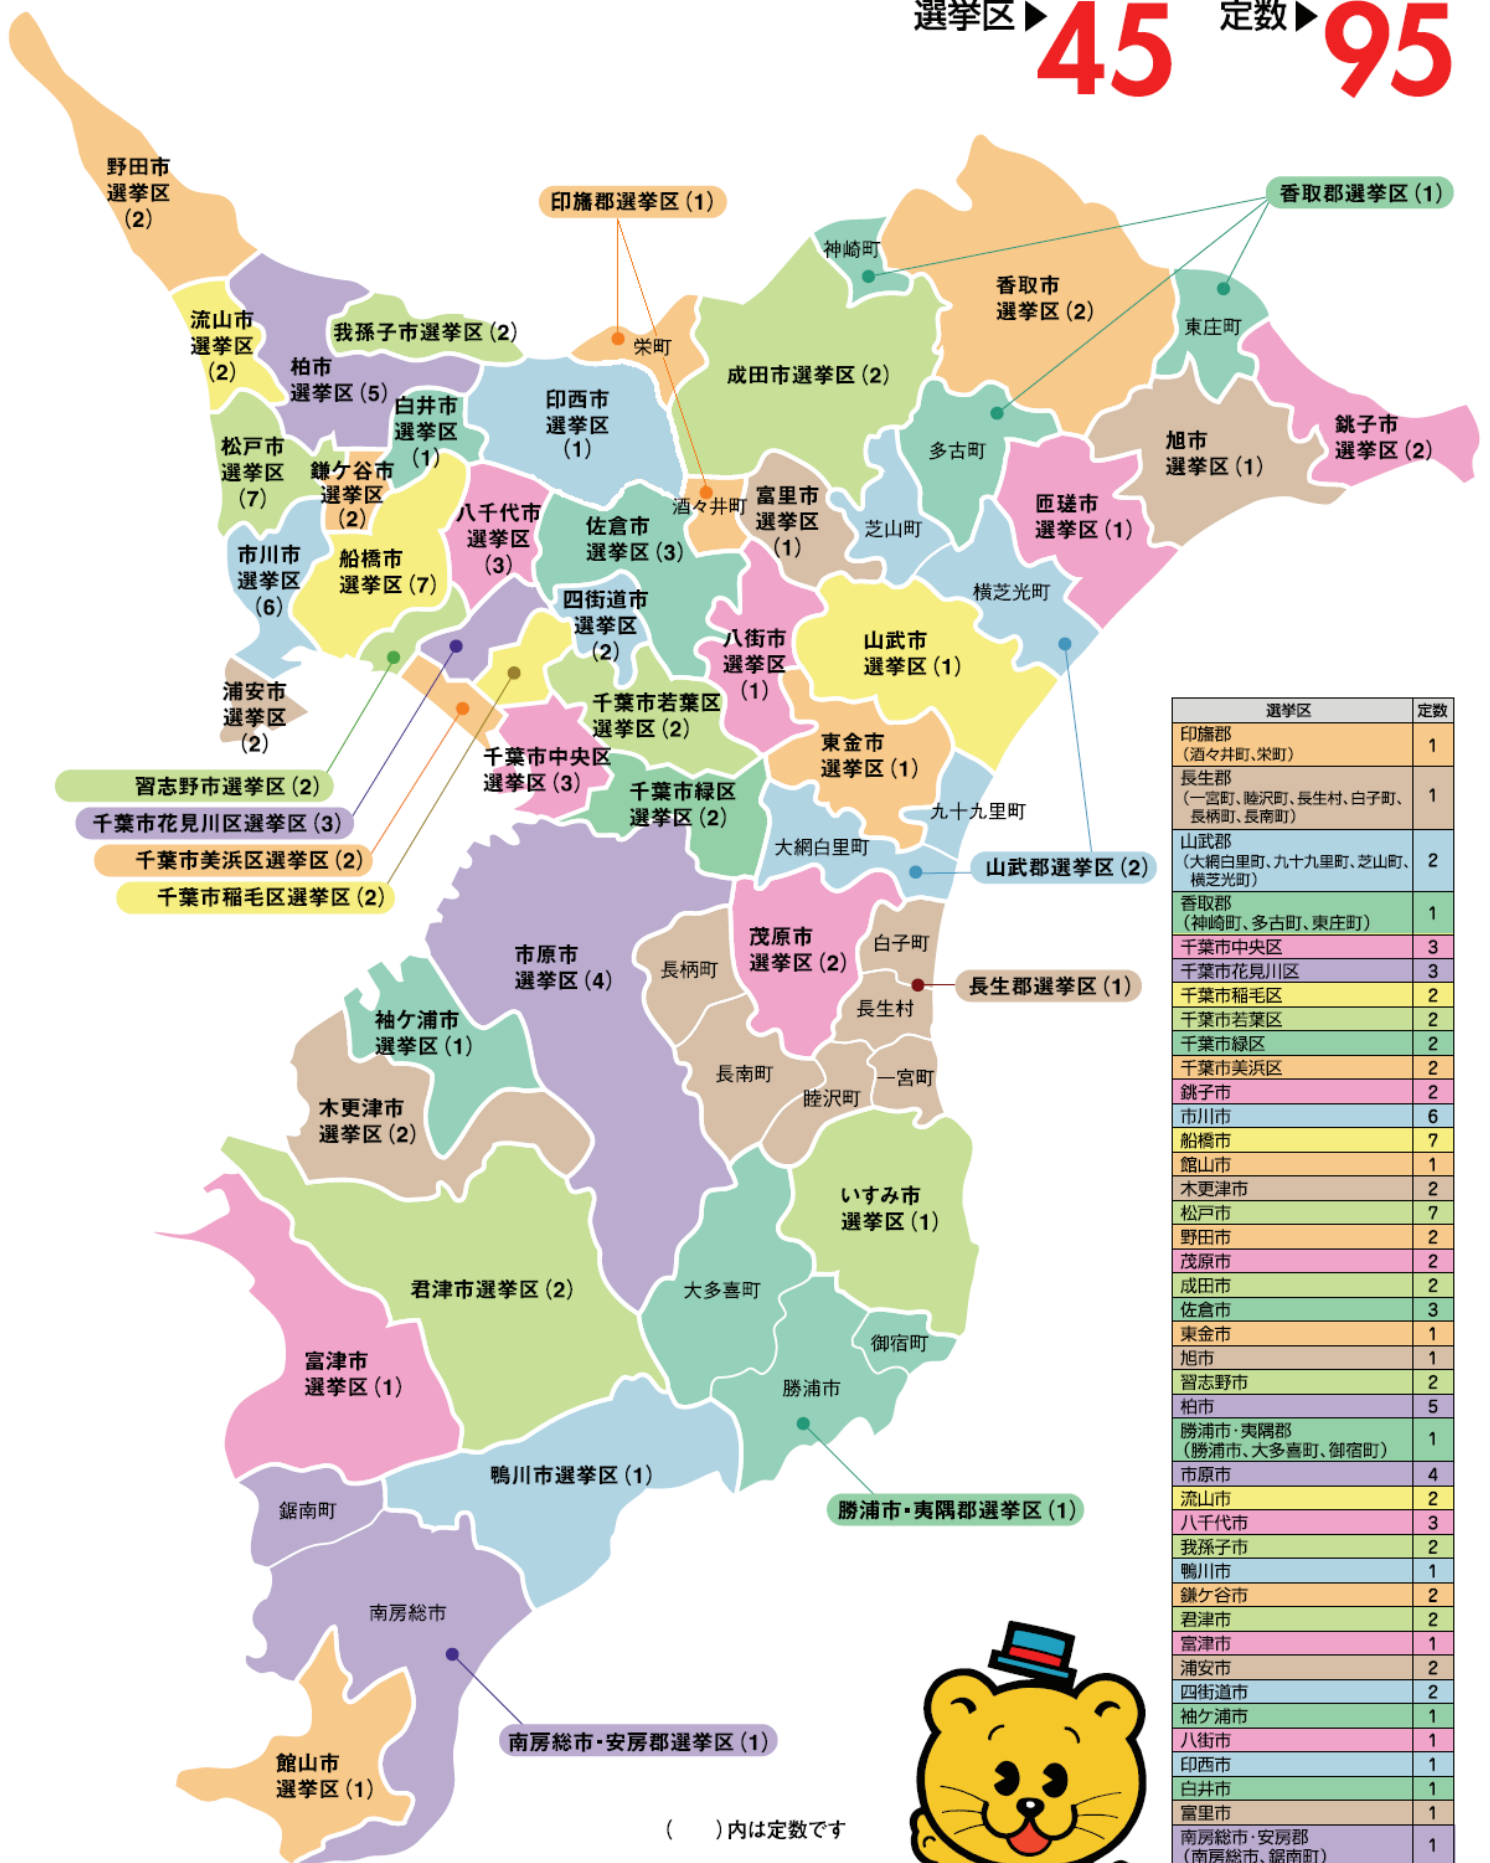 選挙区▶45 定数▶95
野田市
選挙区
(2)
印旛郡選挙区(1)
香取郡選挙区(1)
神崎町
香取市
選挙区(2)
東庄町
流山市
選挙区
(2)
我孫子市選挙区(2)
柏市
選挙区(5)
栄町
成田市選挙区(2)
白井市
選挙区
(1)
印西市
選挙区
(1)
銚子市
選挙区(2)
旭市
選挙区(1)
多古町
松戸市
選挙区
(7)
鎌ケ谷市
選挙区
(2)
八千代市
選挙区
(3)
佐倉市
選挙区(3)
酒々井町
富里市
選挙区
(1)
芝山町
匝瑳市
選挙区(1)
市川市
選挙区
(6)
船橋市
選挙区(7)
四街道市
選挙区
(2)
横芝光町
八街市
選挙区
(1)
山武市
選挙区(1)
浦安市
選挙区
(2)
千葉市若葉区
選挙区(2)
東金市
選挙区(1)
千葉市中央区
選挙区(3)
千葉市緑区
選挙区(2)
習志野市選挙区(2)
千葉市花見川区選挙区(3)
千葉市美浜区選挙区(2)
千葉市稲毛区選挙区(2)
九十九里町
大網白里町
山武郡選挙区(2)
市原市
選挙区(4)
長柄町
茂原市
選挙区(2)
白子町
長生郡選挙区(1)
長生村
袖ケ浦市
選挙区(1)
長南町
一宮町
睦沢町
木更津市
選挙区(2)
いすみ市
選挙区(1)
君津市選挙区(2)
大多喜町
御宿町
富津市
選挙区(1)
勝浦市
鴨川市選挙区(1)
勝浦市・夷隅郡選挙区(1)
鋸南町
南房総市
南房総市・安房郡選挙区(1)
館山市
選挙区(1)
(　)内は定数です
選挙区 定数
印旛郡
(酒々井町、栄町) 1
長生郡
(一宮町、睦沢町、長生村、白子町、 1
長柄町、長南町)
山武郡
(大網白里町、九十九里町、芝山町、 2
横芝光町)
香取郡
(神崎町、多古町、東庄町) 1
千葉市中央区 3
千葉市花見川区 3
千葉市稲毛区 2
千葉市若葉区 2
千葉市緑区 2
千葉市美浜区 2
銚子市 2
市川市 6
船橋市 7
館山市 1
木更津市 2
松戸市 7
野田市 2
茂原市 2
成田市 2
佐倉市 3
東金市 1
旭市 1
習志野市 2
柏市 5
勝浦市・夷隅郡
(勝浦市、大多喜町、御宿町) 1
市原市 4
流山市 2
八千代市 3
我孫子市 2
鴨川市 1
鎌ケ谷市 2
君津市 2
富津市 1
浦安市 2
四街道市 2
袖ケ浦市 1
八街市 1
印西市 1
白井市 1
富里市 1
南房総市・安房郡
(南房総市、鋸南町) 1